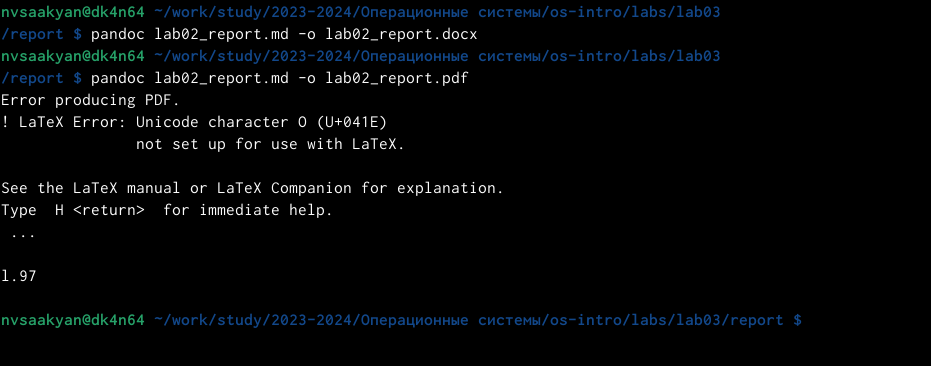 nvsaakyan@dk4n64 ~/work/study/2023-2024/Операционные системы/os-intro/labs/lab03
/report $ pandoc lab02_report.md -o lab02_report.docx
nvsaakyan@dk4n64 ~/work/study/2023-2024/Операционные системы/os-intro/labs/lab03
/report $ pandoc lab02_report.md -o lab02_report.pdf
Error producing PDF.
! LaTeX Error: Unicode character О (U+041E)
not set up for use with LaTeX.
See the LaTeX manual or LaTeX Companion for explanation.
Type  H <return>  for immediate help.
...
l.97
nvsaakyan@dk4n64 ~/work/study/2023-2024/Операционные системы/os-intro/labs/lab03/report $